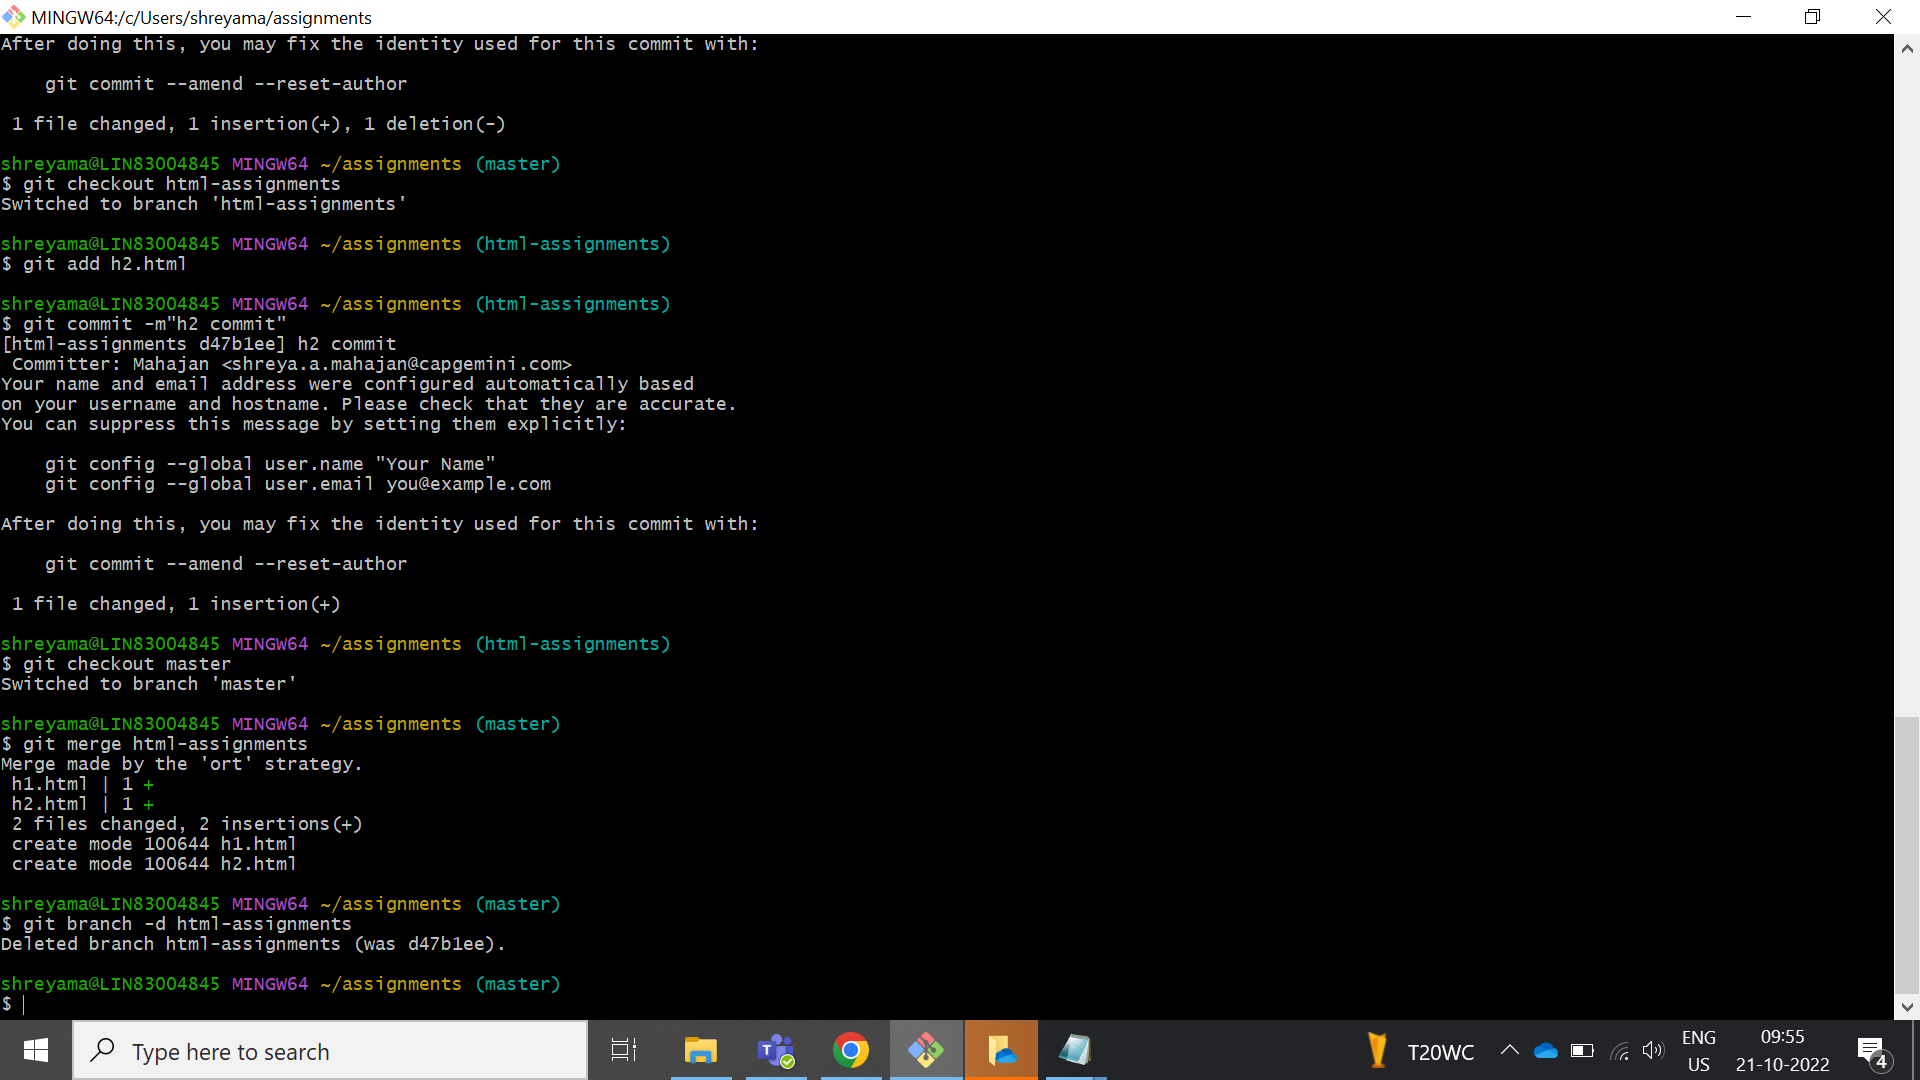 MINGW64:/c/Users/shreyama/assignments
After doing this, you may fix the identity used for this commit with:
    git commit --amend --reset-author
 1 file changed, 1 insertion(+), 1 deletion(-)
shreyama@LIN83004845 MINGW64 ~/assignments (master)
$ git checkout html-assignments
Switched to branch 'html-assignments'
shreyama@LIN83004845 MINGW64 ~/assignments (html-assignments)
$ git add h2.html
shreyama@LIN83004845 MINGW64 ~/assignments (html-assignments)
$ git commit -m"h2 commit"
[html-assignments d47b1ee] h2 commit
 Committer: Mahajan <shreya.a.mahajan@capgemini.com>
Your name and email address were configured automatically based
on your username and hostname. Please check that they are accurate.
You can suppress this message by setting them explicitly:
    git config --global user.name "Your Name"
    git config --global user.email you@example.com
After doing this, you may fix the identity used for this commit with:
    git commit --amend --reset-author
 1 file changed, 1 insertion(+)
shreyama@LIN83004845 MINGW64 ~/assignments (html-assignments)
$ git checkout master
Switched to branch 'master'
shreyama@LIN83004845 MINGW64 ~/assignments (master)
$ git merge html-assignments
Merge made by the 'ort' strategy.
 h1.html | 1 +
 h2.html | 1 +
 2 files changed, 2 insertions(+)
 create mode 100644 h1.html
 create mode 100644 h2.html
shreyama@LIN83004845 MINGW64 ~/assignments (master)
$ git branch -d html-assignments
Deleted branch html-assignments (was d47b1ee).
shreyama@LIN83004845 MINGW64 ~/assignments (master)
$
Type here to search
T20WC
ENG
US
09:55
21-10-2022
4